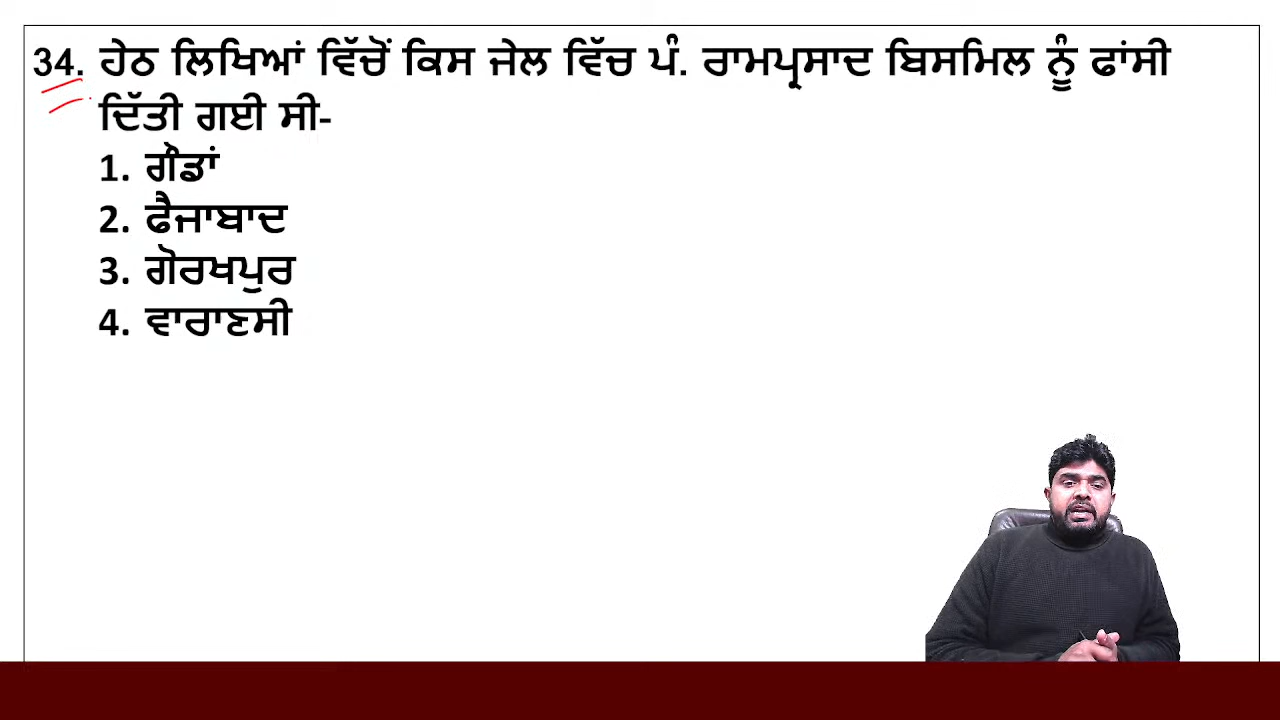 34. ਹੇਠ ਲਿਖਿਆਂ ਵਿੱਚੋਂ ਕਿਸ ਜੇਲ ਵਿੱਚ ਪੰ. ਰਾਮਪ੍ਰਸਾਦ ਬਿਸਮਿਲ ਨੂੰ ਫਾਂਸੀ
ਦਿੱਤੀ ਗਈ ਸੀ-
1. ਗੌਡਾਂ
2. ਫੈਜਾਬਾਦ
3. ਗੋਰਖਪੁਰ
4. ਵਾਰਾਣਸੀ